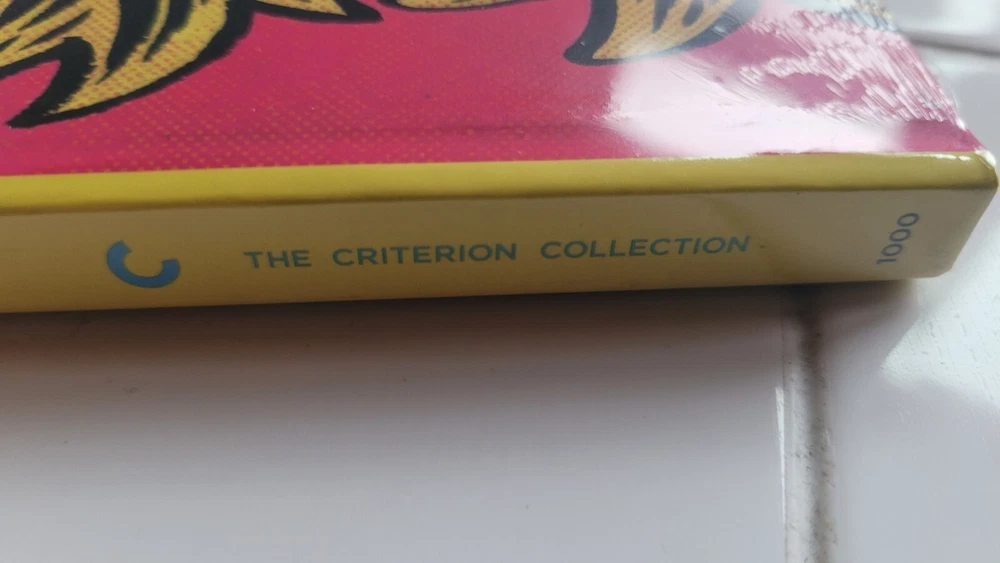 THE CRITERION COLLECTION
1000